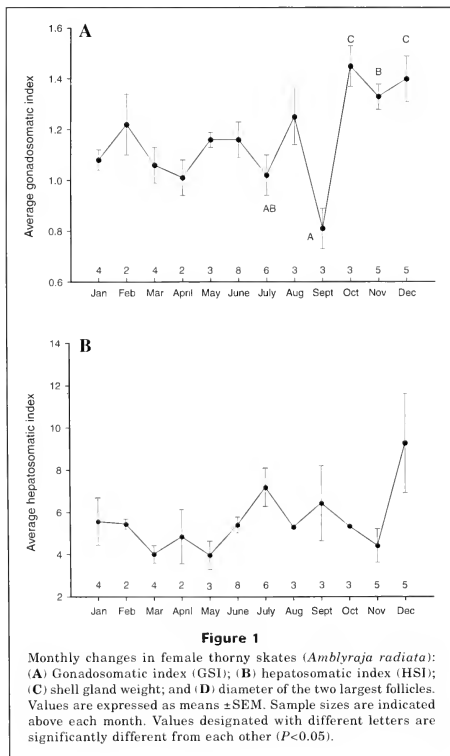 A
1.6
1.4
1.2
1.0
0.8
0.6
Average gonadosomatic index
C
C
B
AB
A
4 2 4 2 3 8 6 3 3 3 5 5
Jan Feb Mar April May June July Aug Sept Oct Nov Dec
B
14
12
10
8
6
4
2
Average hepatosomatic index
4 2 4 2 3 8 6 3 3 3 5 5
Jan Feb Mar April May June July Aug Sept Oct Nov Dec
Figure 1
Monthly changes in female thorny skates (Amblyraja radiata):
(A) Gonadosomatic index (GSI); (B) hepatosomatic index (HSI);
(C) shell gland weight; and (D) diameter of the two largest follicles.
Values are expressed as means ±SEM. Sample sizes are indicated
above each month. Values designated with different letters are
significantly different from each other (P<0.05).